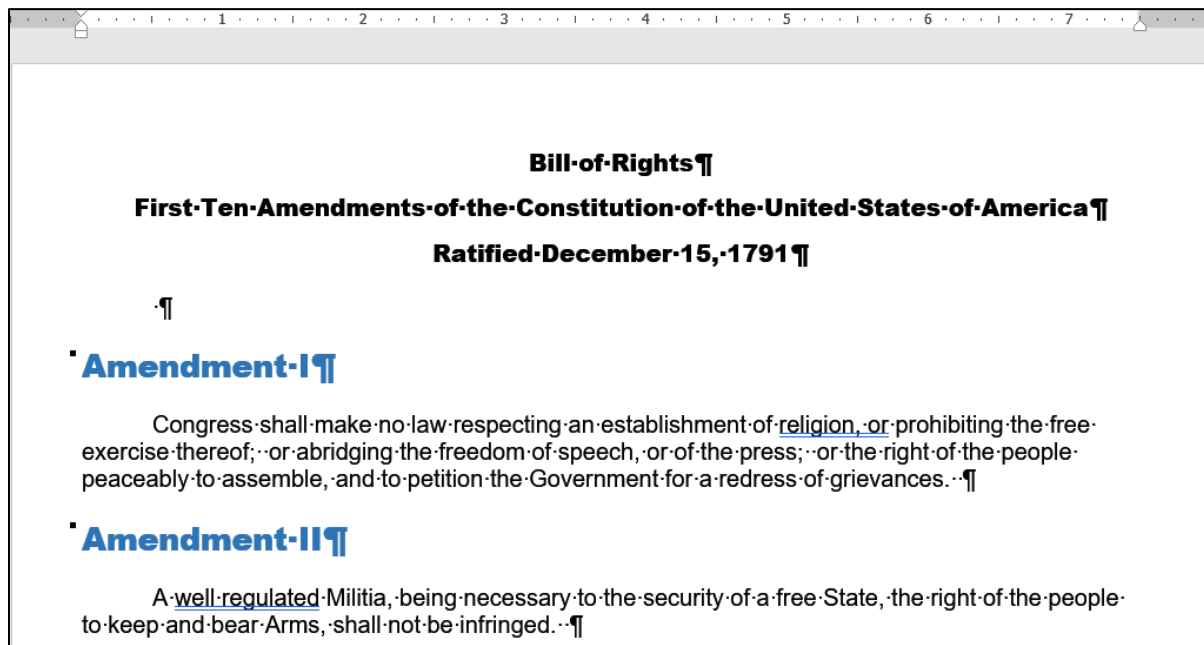 1 2 3 4 5 6 7
Bill·of·Rights¶
First·Ten·Amendments·of·the·Constitution·of·the·United·States·of·America¶
Ratified·December·15,·1791¶
·¶
Amendment·I¶
Congress·shall·make·no·law·respecting·an·establishment·of·religion,·or·prohibiting·the·free·
exercise·thereof;··or·abridging·the·freedom·of·speech,·or·of·the·press;··or·the·right·of·the·people·
peaceably·to·assemble,·and·to·petition·the·Government·for·a·redress·of·grievances.··¶
Amendment·II¶
A·well·regulated·Militia,·being·necessary·to·the·security·of·a·free·State,·the·right·of·the·people·
to·keep·and·bear·Arms,·shall·not·be·infringed.··¶